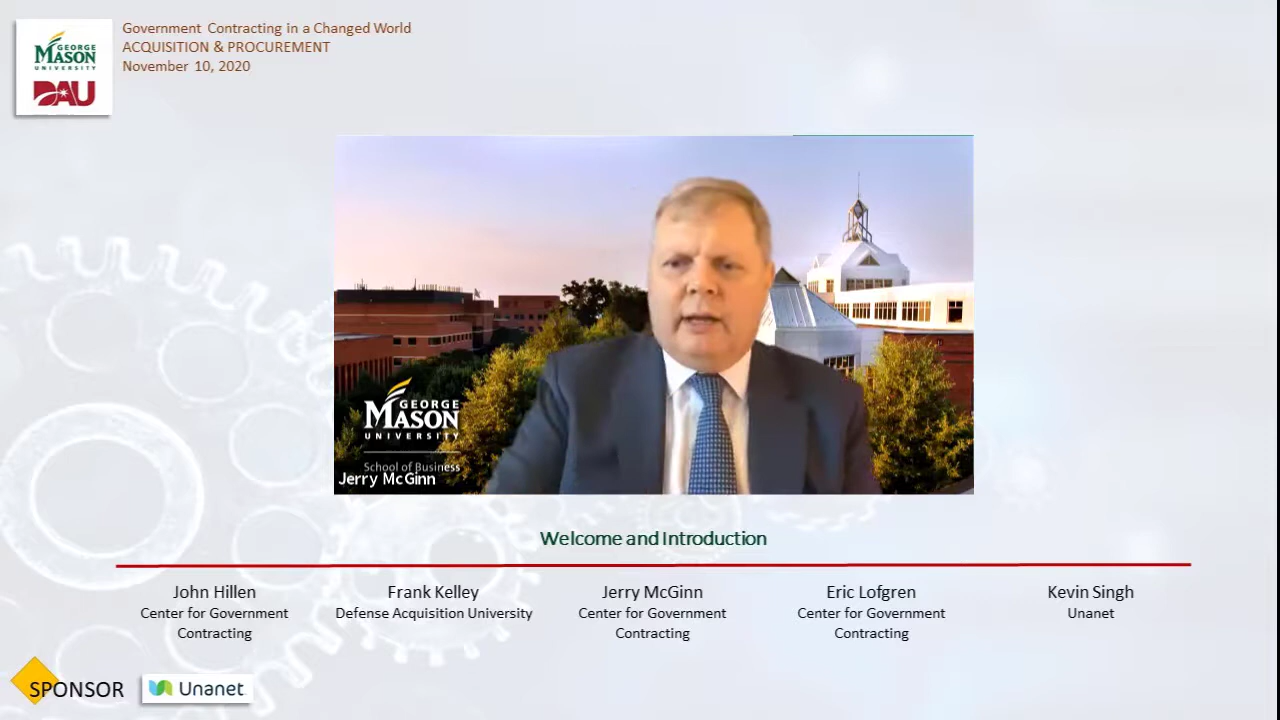 GEORGE
MASON
UNIVERSITY
DAU
Government Contracting in a Changed World
ACQUISITION & PROCUREMENT
November 10, 2020
GEORGE
MASON
UNIVERSITY
School of Business
Jerry McGinn
Welcome and Introduction
John Hillen
Center for Government
Contracting
Frank Kelley
Defense Acquisition University
Jerry McGinn
Center for Government
Contracting
Eric Lofgren
Center for Government
Contracting
Kevin Singh
Unanet
SPONSOR
Unanet